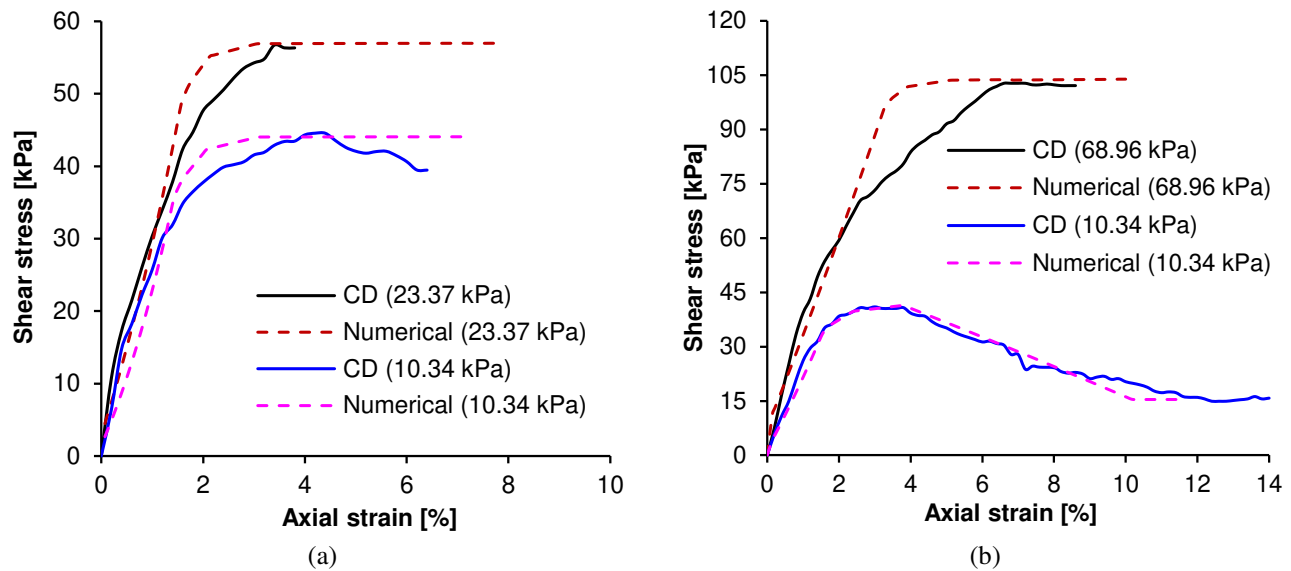 60
50
40
30
20
10
0
Shear stress [kPa]
CD (23.37 kPa)
Numerical (23.37 kPa)
CD (10.34 kPa)
Numerical (10.34 kPa)
0 2 4 6 8 10
Axial strain [%]
(a)
120
105
90
75
60
45
30
15
0
Shear stress [kPa]
CD (68.96 kPa)
Numerical (68.96 kPa)
CD (10.34 kPa)
Numerical (10.34 kPa)
0 2 4 6 8 10 12 14
Axial strain [%]
(b)